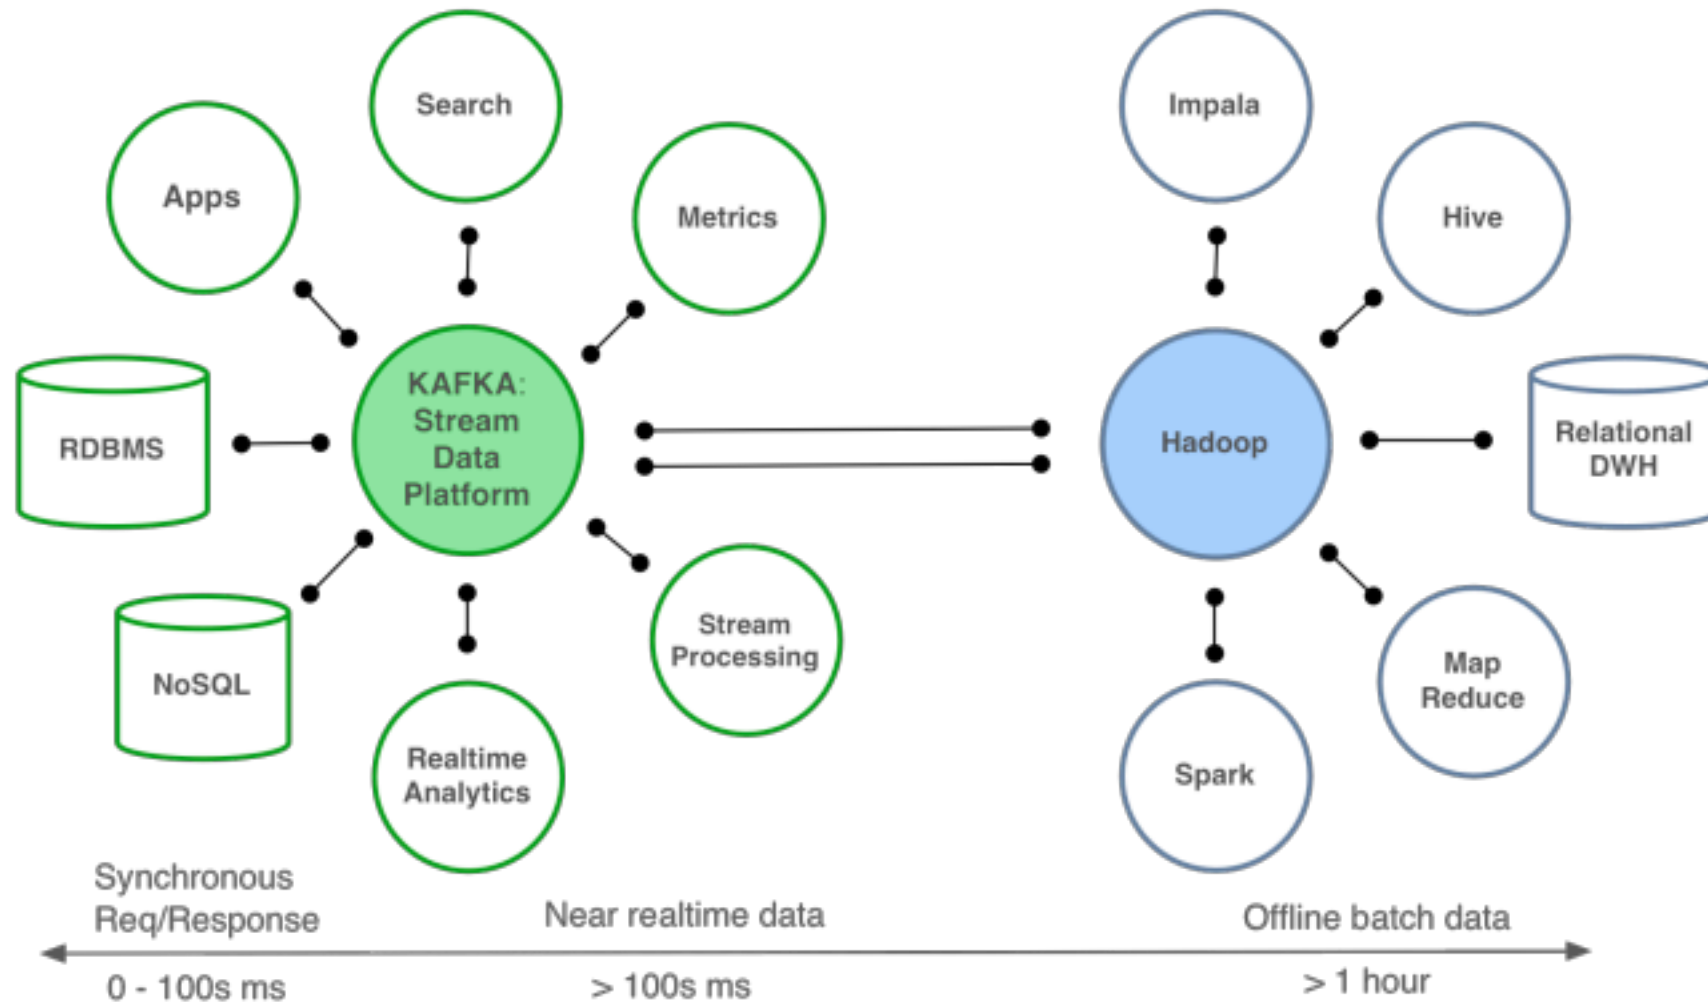 Search
Impala
Apps
Metrics
Hive
KAFKA:
Stream
Data
Platform
RDBMS
Hadoop
Relational
DWH
NoSQL
Stream
Processing
Map
Reduce
Realtime
Analytics
Spark
Synchronous
Req/Response
Near realtime data
Offline batch data
0 - 100s ms
> 100s ms
> 1 hour